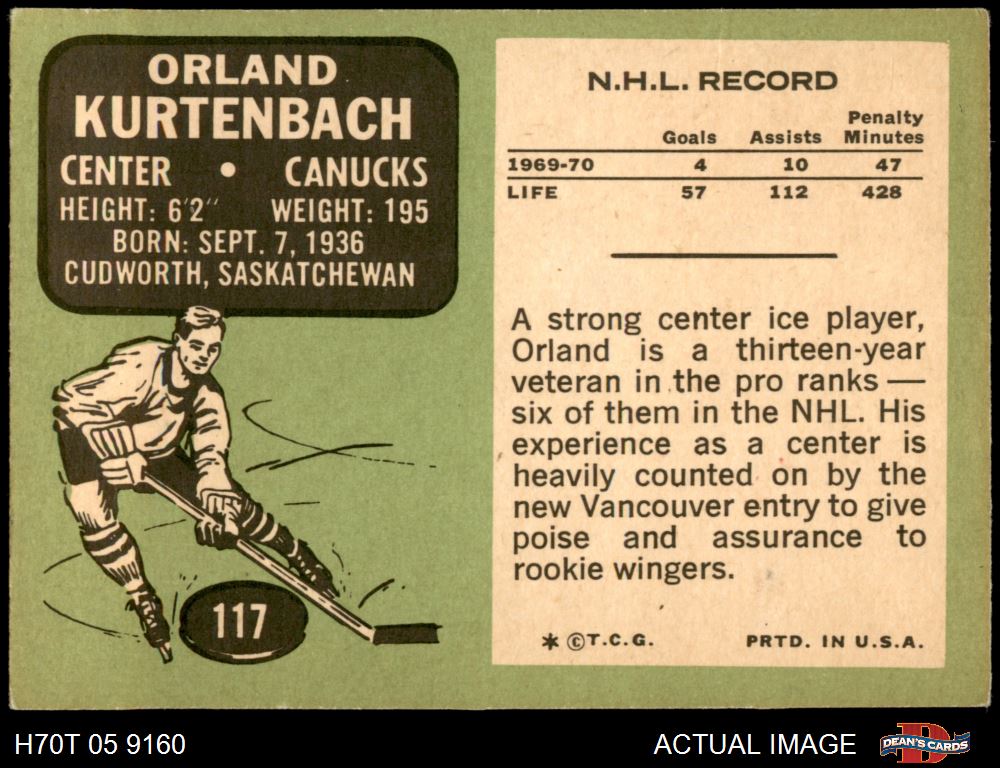 ORLAND
KURTENBACH
CENTER • CANUCKS
HEIGHT: 6'2" WEIGHT: 195
BORN: SEPT. 7, 1936
CUDWORTH, SASKATCHEWAN
117
N.H.L. RECORD
Goals Assists Penalty Minutes
1969-70 4 10 47
LIFE 57 112 428
A strong center ice player,
Orland is a thirteen-year
veteran in the pro ranks —
six of them in the NHL. His
experience as a center is
heavily counted on by the
new Vancouver entry to give
poise and assurance to
rookie wingers.
* ©T.C.G. PRTD. IN U.S.A.
H70T 05 9160
ACTUAL IMAGE
D
DEAN'S CARDS